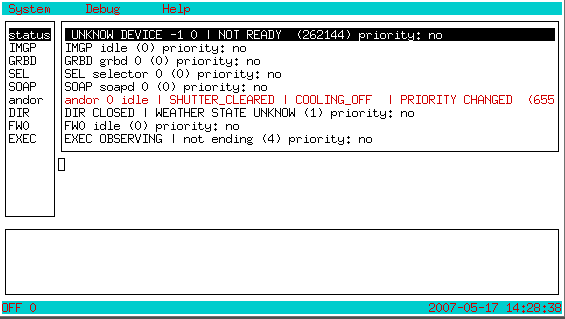 System Debug Help
status UNKNOW DEVICE -1 0 | NOT READY (262144) priority: no
IMGP IMGP idle (0) priority: no
GRBD GRBD grbd 0 (0) priority: no
SEL SEL selector 0 (0) priority: no
SOAP SOAP soapd 0 (0) priority: no
andor andor 0 idle | SHUTTER_CLEARED | COOLING_OFF | PRIORITY CHANGED (655
DIR DIR CLOSED | WEATHER STATE UNKNOW (1) priority: no
FWO FWO idle (0) priority: no
EXEC EXEC OBSERVING | not ending (4) priority: no
OFF 0 2007-05-17 14:28:38